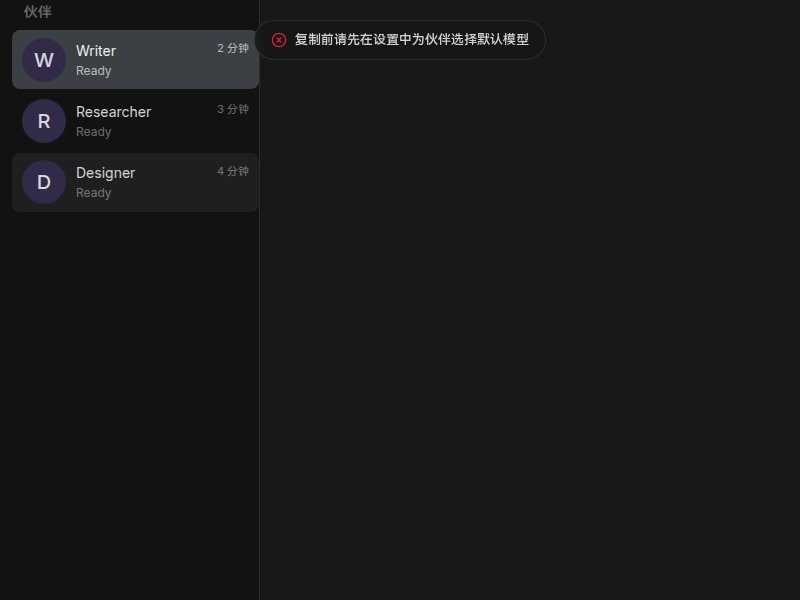 伙伴
复制前请先在设置中为伙伴选择默认模型
W
Writer
2 分钟
Ready
R
Researcher
3 分钟
Ready
D
Designer
4 分钟
Ready